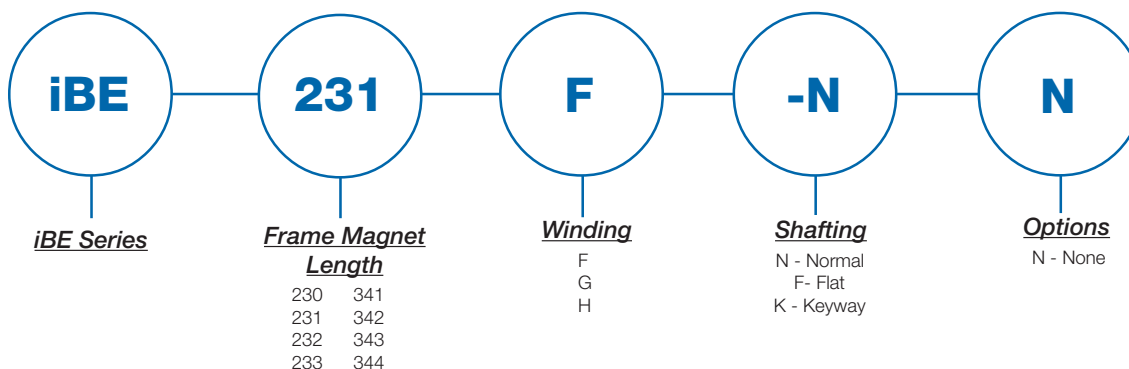 iBE 231 F -N N
iBE Series
Frame Magnet
Length
230 341
231 342
232 343
233 344
Winding
F
G
H
Shafting
N - Normal
F- Flat
K - Keyway
Options
N - None